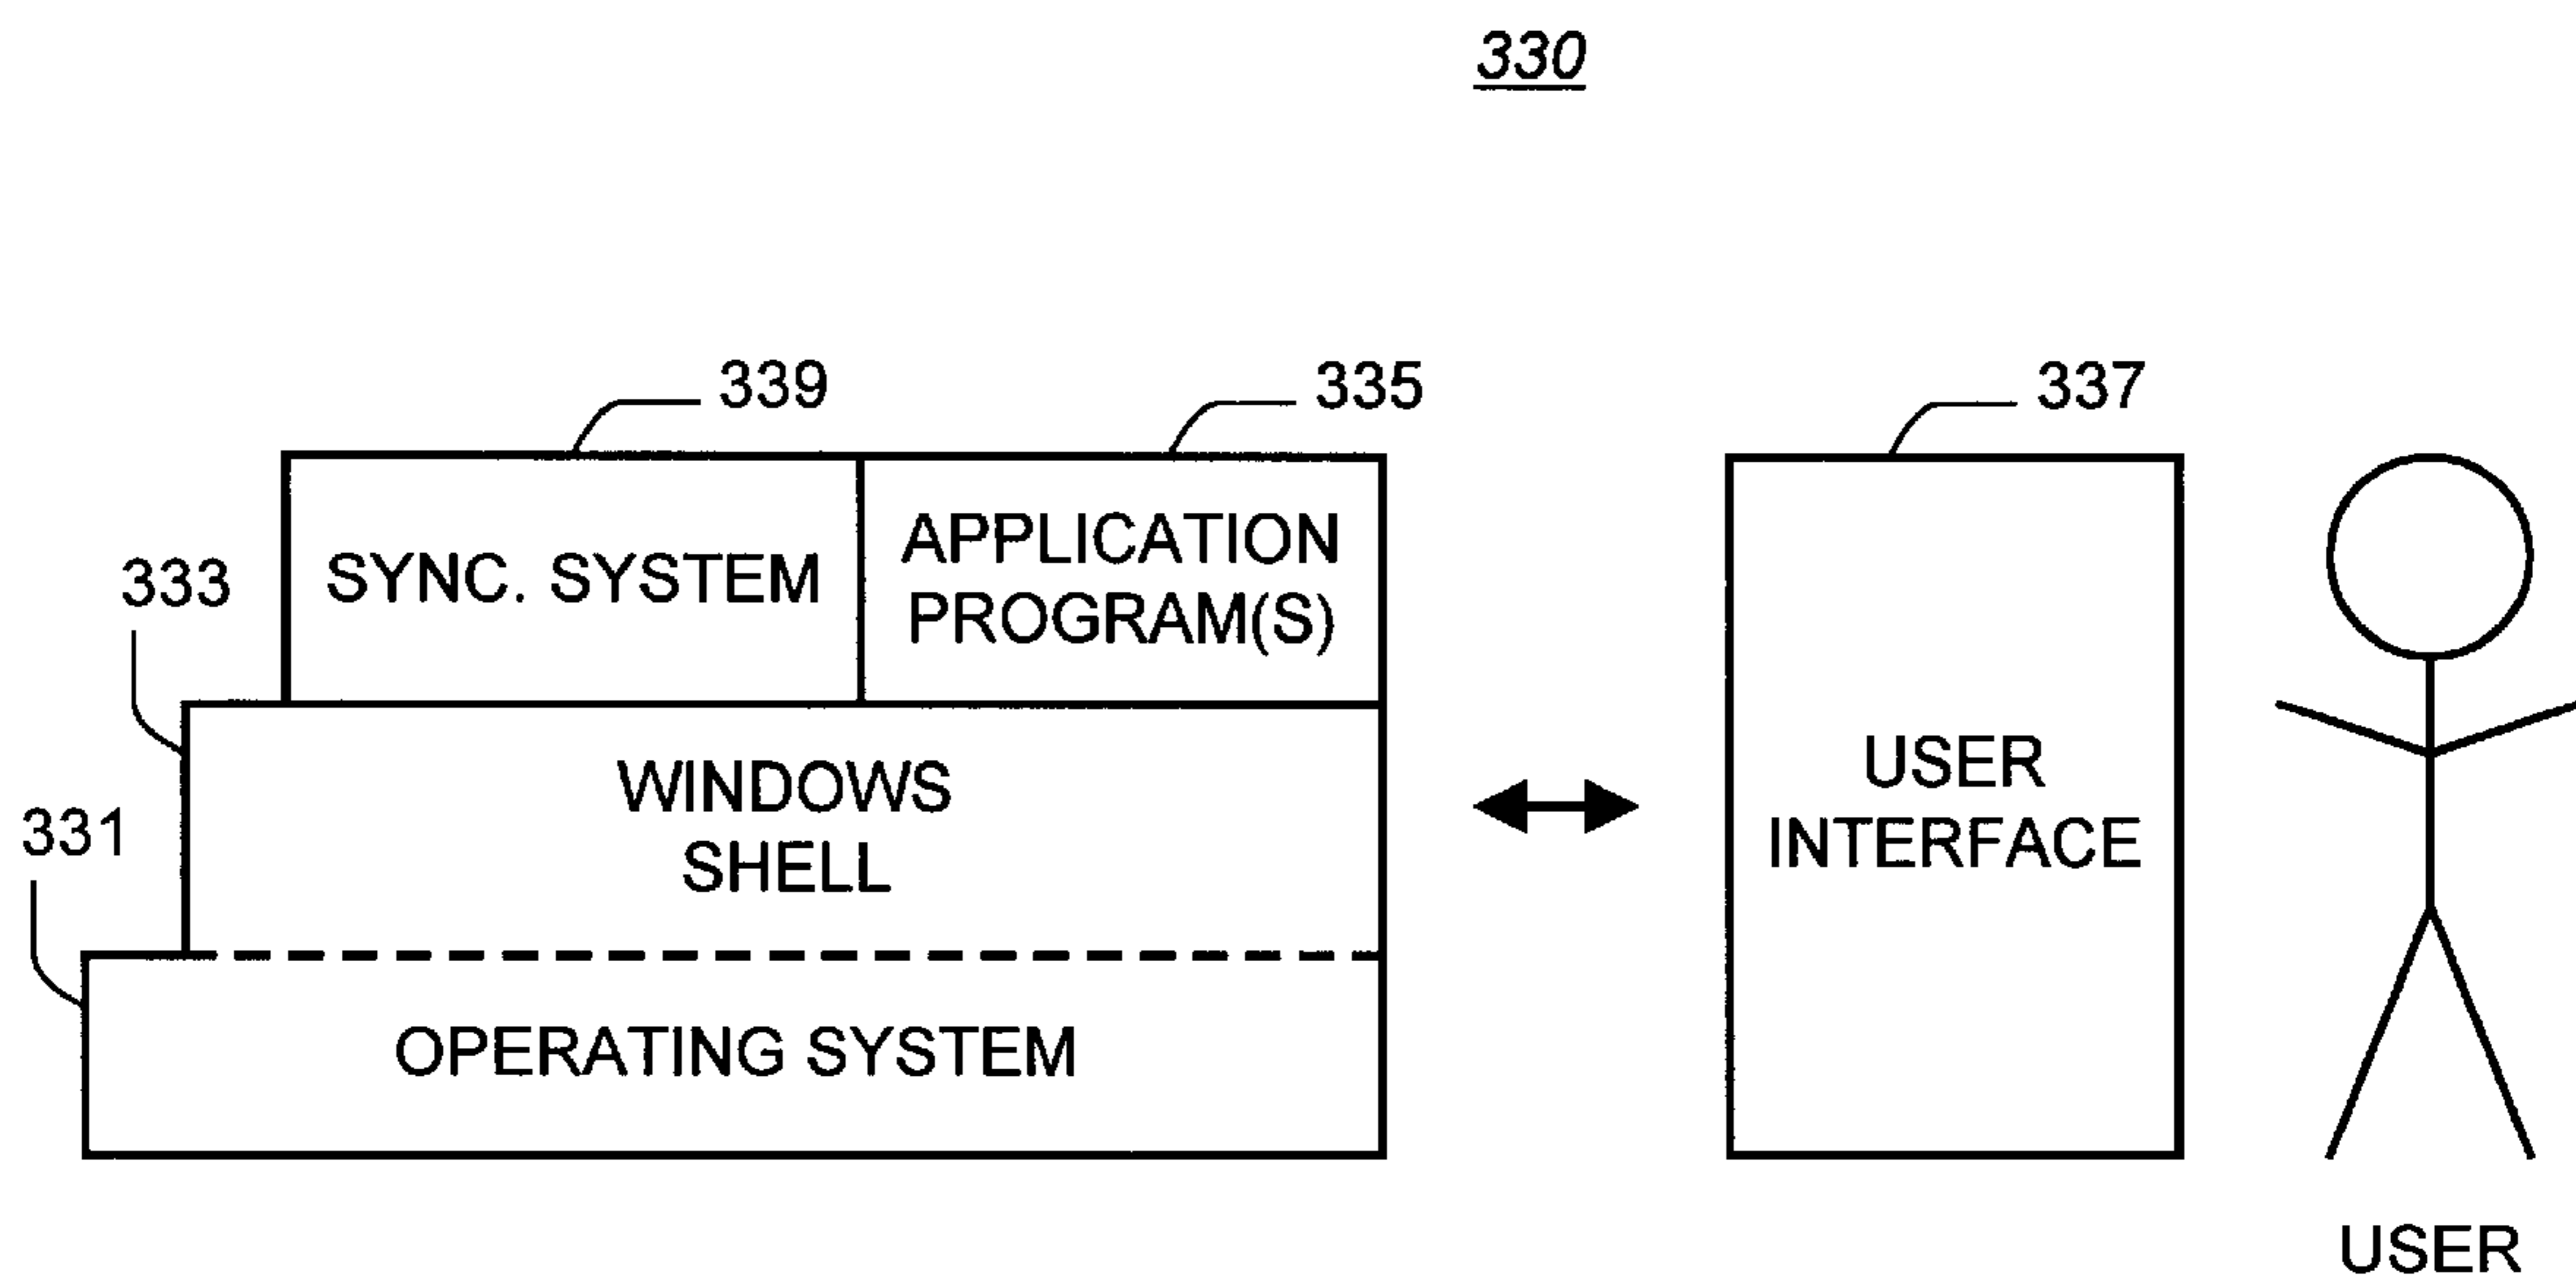 330
339
335
337
SYNC. SYSTEM
APPLICATION
PROGRAM(S)
333
WINDOWS
SHELL
331
USER
INTERFACE
OPERATING SYSTEM
USER